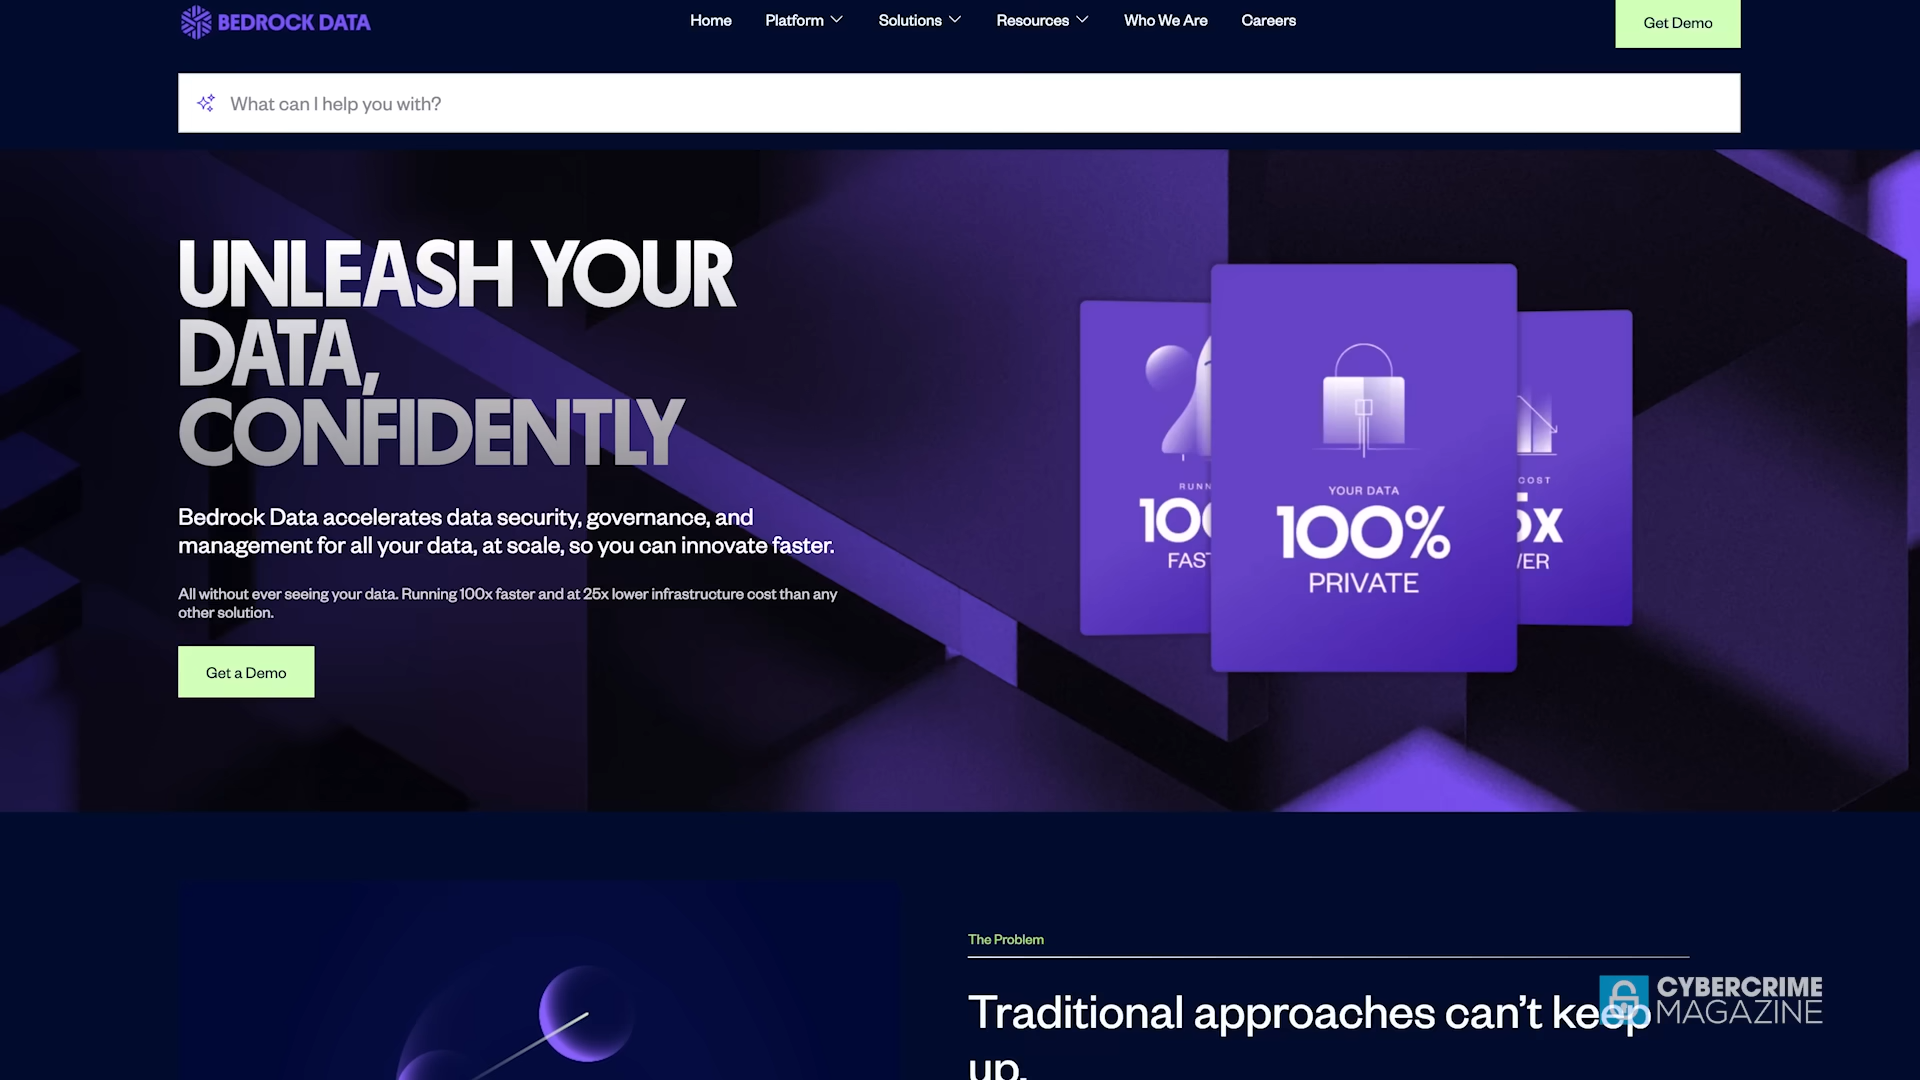 BEDROCK DATA
Home
Platform
Solutions
Resources
Who We Are
Careers
Get Demo
What can I help you with?
UNLEASH YOUR
DATA,
CONFIDENTLY
Bedrock Data accelerates data security, governance, and
management for all your data, at scale, so you can innovate faster.
All without ever seeing your data. Running 100x faster and at 25x lower infrastructure cost than any
other solution.
Get a Demo
YOUR DATA
100%
PRIVATE
COST
The Problem
Traditional approaches can't keep
up.
CYBERCRIME
MAGAZINE